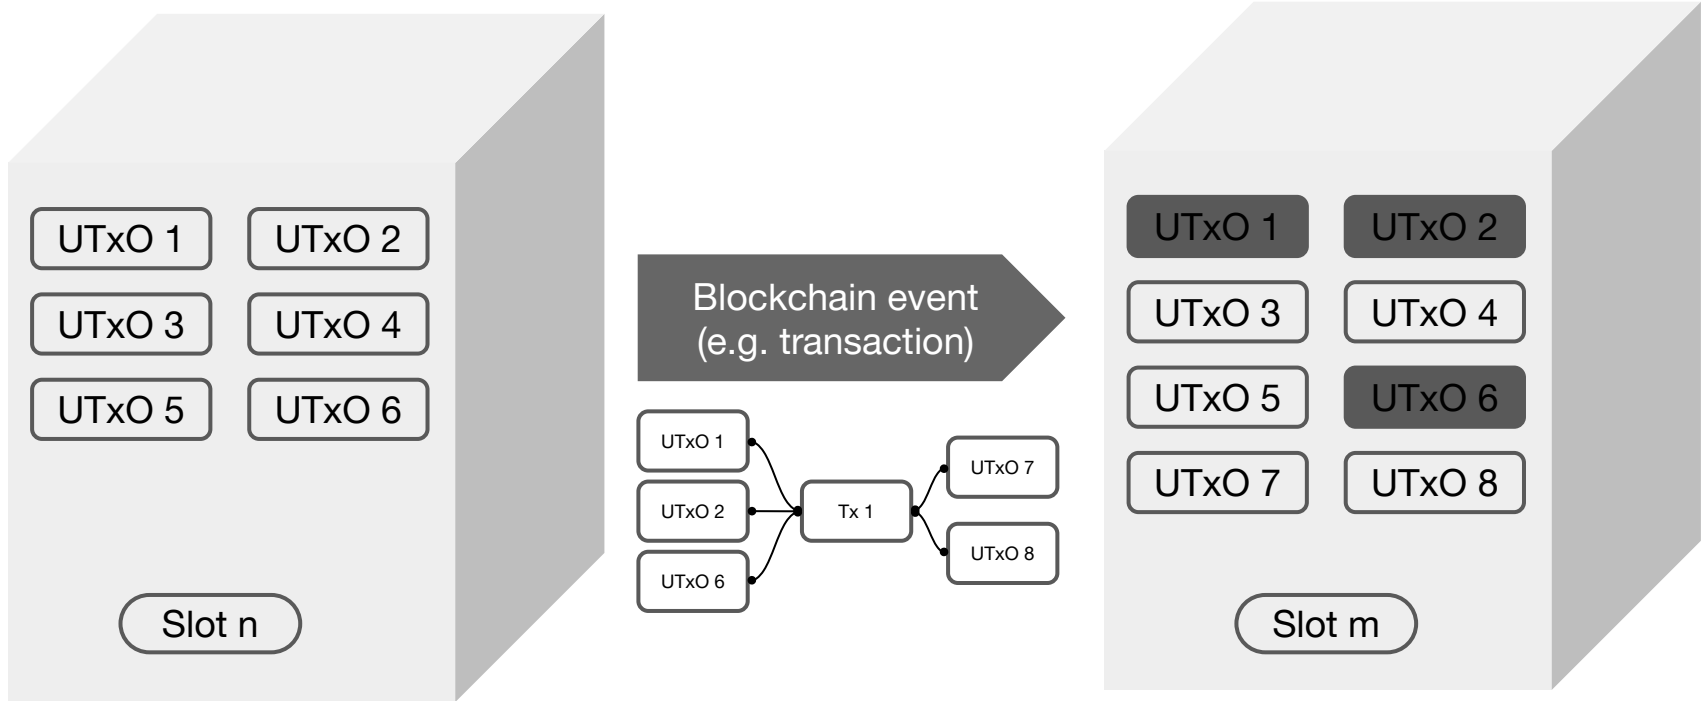 UTxO 1 UTxO 2
UTxO 3 UTxO 4
UTxO 5 UTxO 6
Slot n
Blockchain event
(e.g. transaction)
UTxO 1
UTxO 2
UTxO 6
Tx 1
UTxO 7
UTxO 8
UTxO 1 UTxO 2
UTxO 3 UTxO 4
UTxO 5 UTxO 6
UTxO 7 UTxO 8
Slot m